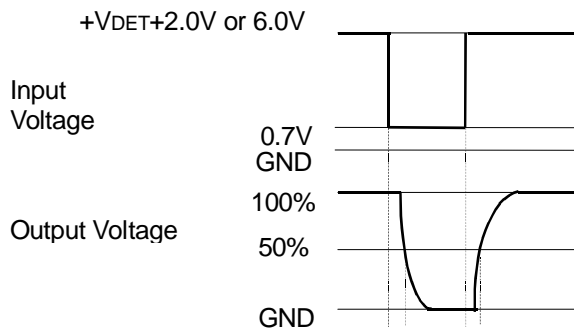 +VDET+2.0V or 6.0V
Input
Voltage
0.7V
GND
100%
Output Voltage
50%
GND